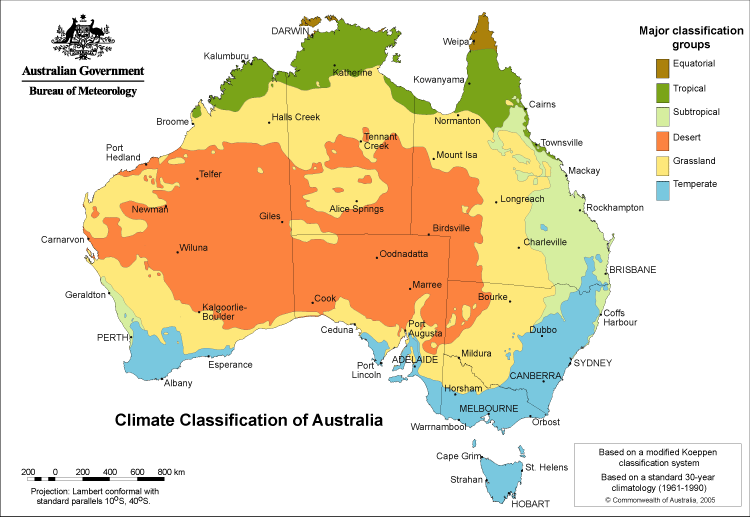 Australian Government
Bureau of Meteorology
Major classification
groups
Equatorial
Tropical
Subtropical
Desert
Grassland
Temperate
DARWIN
Weipa
Kalumburu
Katherine
Kowanyama
Cairns
Broome
Halls Creek
Normanton
Tennant
Creek
Townsville
Port
Hedland
Mount Isa
Mackay
Telfer
Longreach
Newman
Alice Springs
Rockhampton
Giles
Birdsville
Carnarvon
Wiluna
Charleville
Oodnadatta
BRISBANE
Marree
Geraldton
Cook
Bourke
Kalgoorlie-
Boulder
Coffs
Harbour
Ceduna
Port
Augusta
Dubbo
PERTH
Mildura
SYDNEY
Esperance
Port
Lincoln
ADELAIDE
CANBERRA
Albany
Horsham
MELBOURNE
Climate Classification of Australia
Warrnambool
Orbost
Cape Grim
St. Helens
Strahan
HOBART
200 0 200 400 600 800 km
Projection: Lambert conformal with
standard parallels 10°S, 40°S.
Based on a modified Koeppen
classification system
Based on a standard 30-year
climatology (1961-1990)
© Commonwealth of Australia, 2005